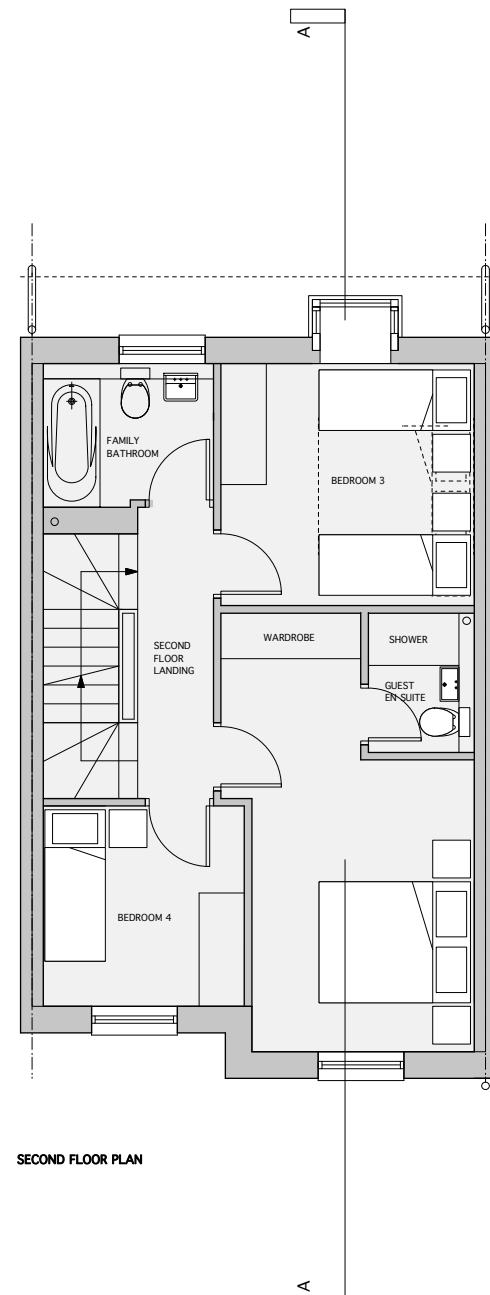 A
FAMILY
BATHROOM
BEDROOM 3
SECOND
FLOOR
LANDING
WARDROBE
SHOWER
GUEST
EN SUITE
BEDROOM 4
SECOND FLOOR PLAN
A